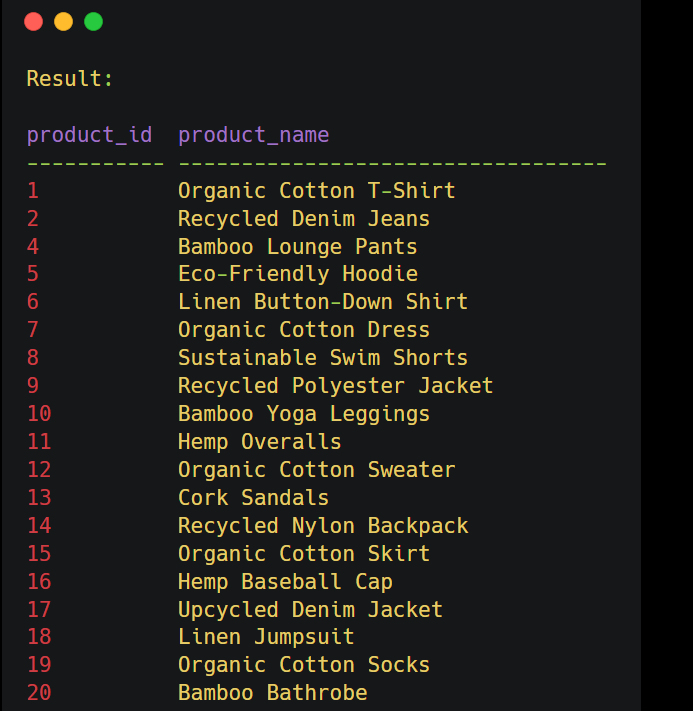 Result:
product_id  product_name
----------- ----------------------------------
1           Organic Cotton T-Shirt
2           Recycled Denim Jeans
4           Bamboo Lounge Pants
5           Eco-Friendly Hoodie
6           Linen Button-Down Shirt
7           Organic Cotton Dress
8           Sustainable Swim Shorts
9           Recycled Polyester Jacket
10          Bamboo Yoga Leggings
11          Hemp Overalls
12          Organic Cotton Sweater
13          Cork Sandals
14          Recycled Nylon Backpack
15          Organic Cotton Skirt
16          Hemp Baseball Cap
17          Upcycled Denim Jacket
18          Linen Jumpsuit
19          Organic Cotton Socks
20          Bamboo Bathrobe